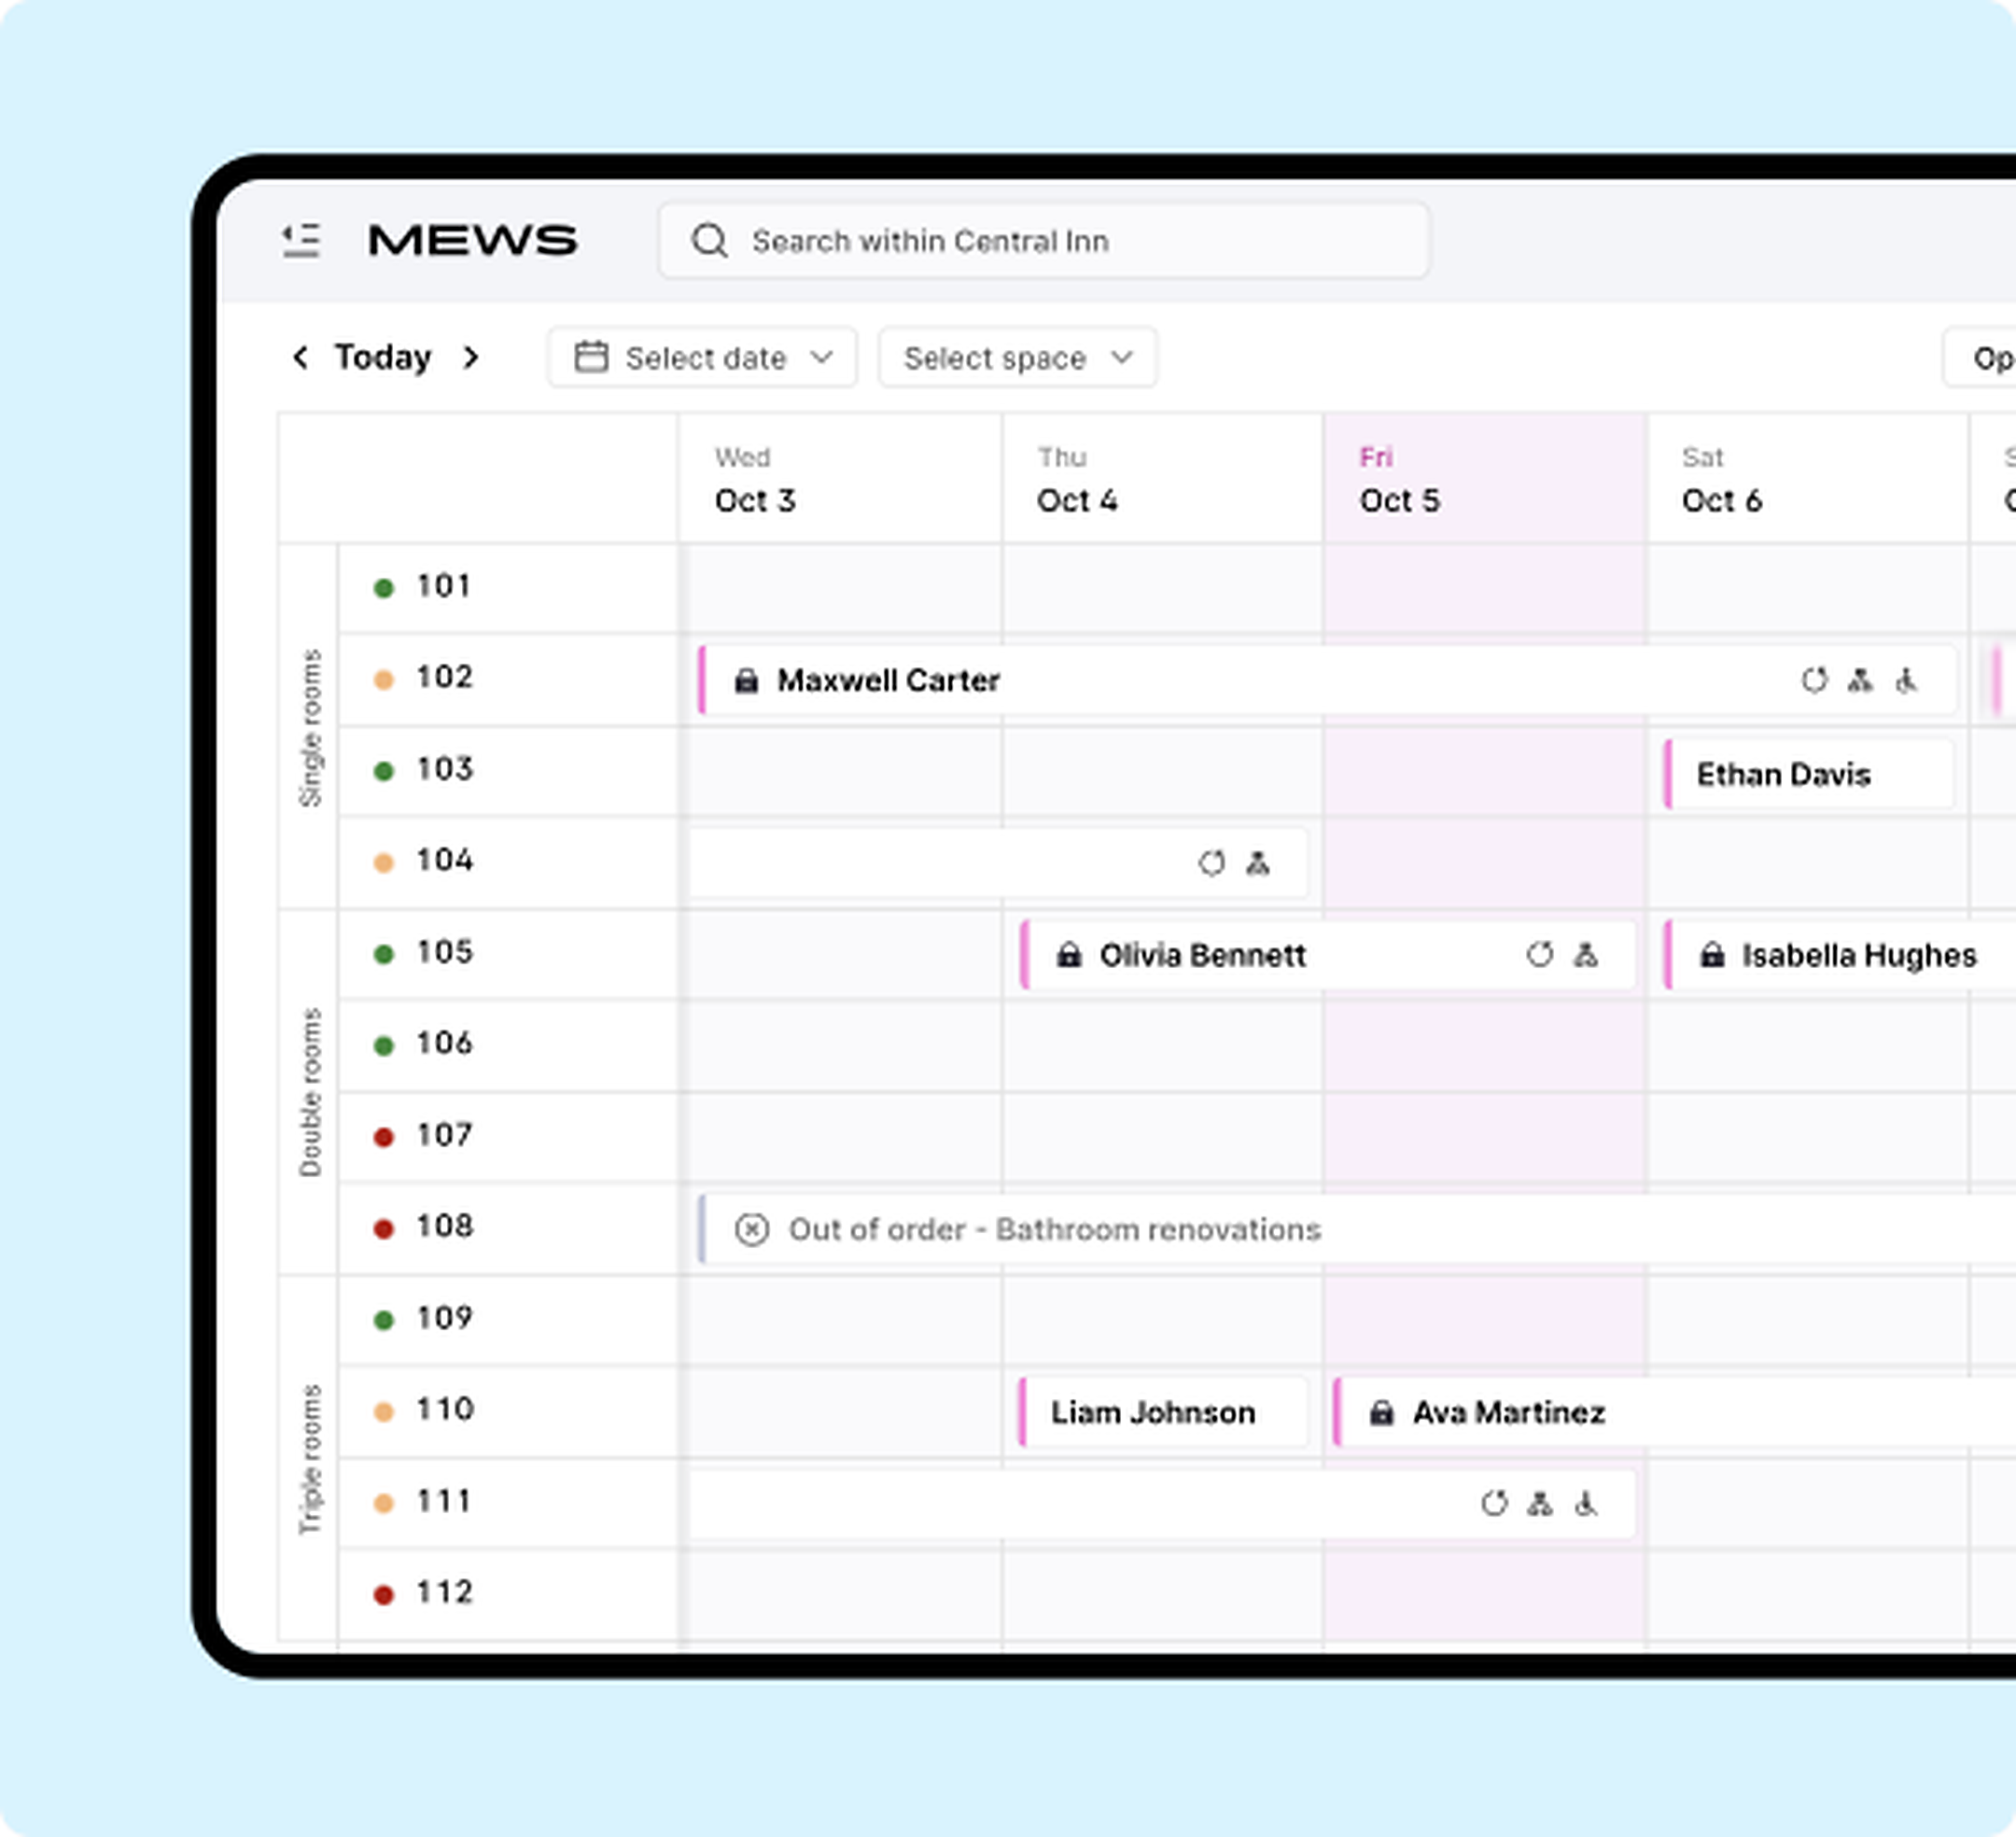 MEWS
Search within Central Inn
Today
Select date
Select space
Wed
Oct 3
Thu
Oct 4
Fri
Oct 5
Sat
Oct 6
Single rooms
101
102
Maxwell Carter
103
Ethan Davis
104
Double rooms
105
Olivia Bennett
Isabella Hughes
106
107
108
Out of order - Bathroom renovations
Triple rooms
109
110
Liam Johnson
Ava Martinez
111
112